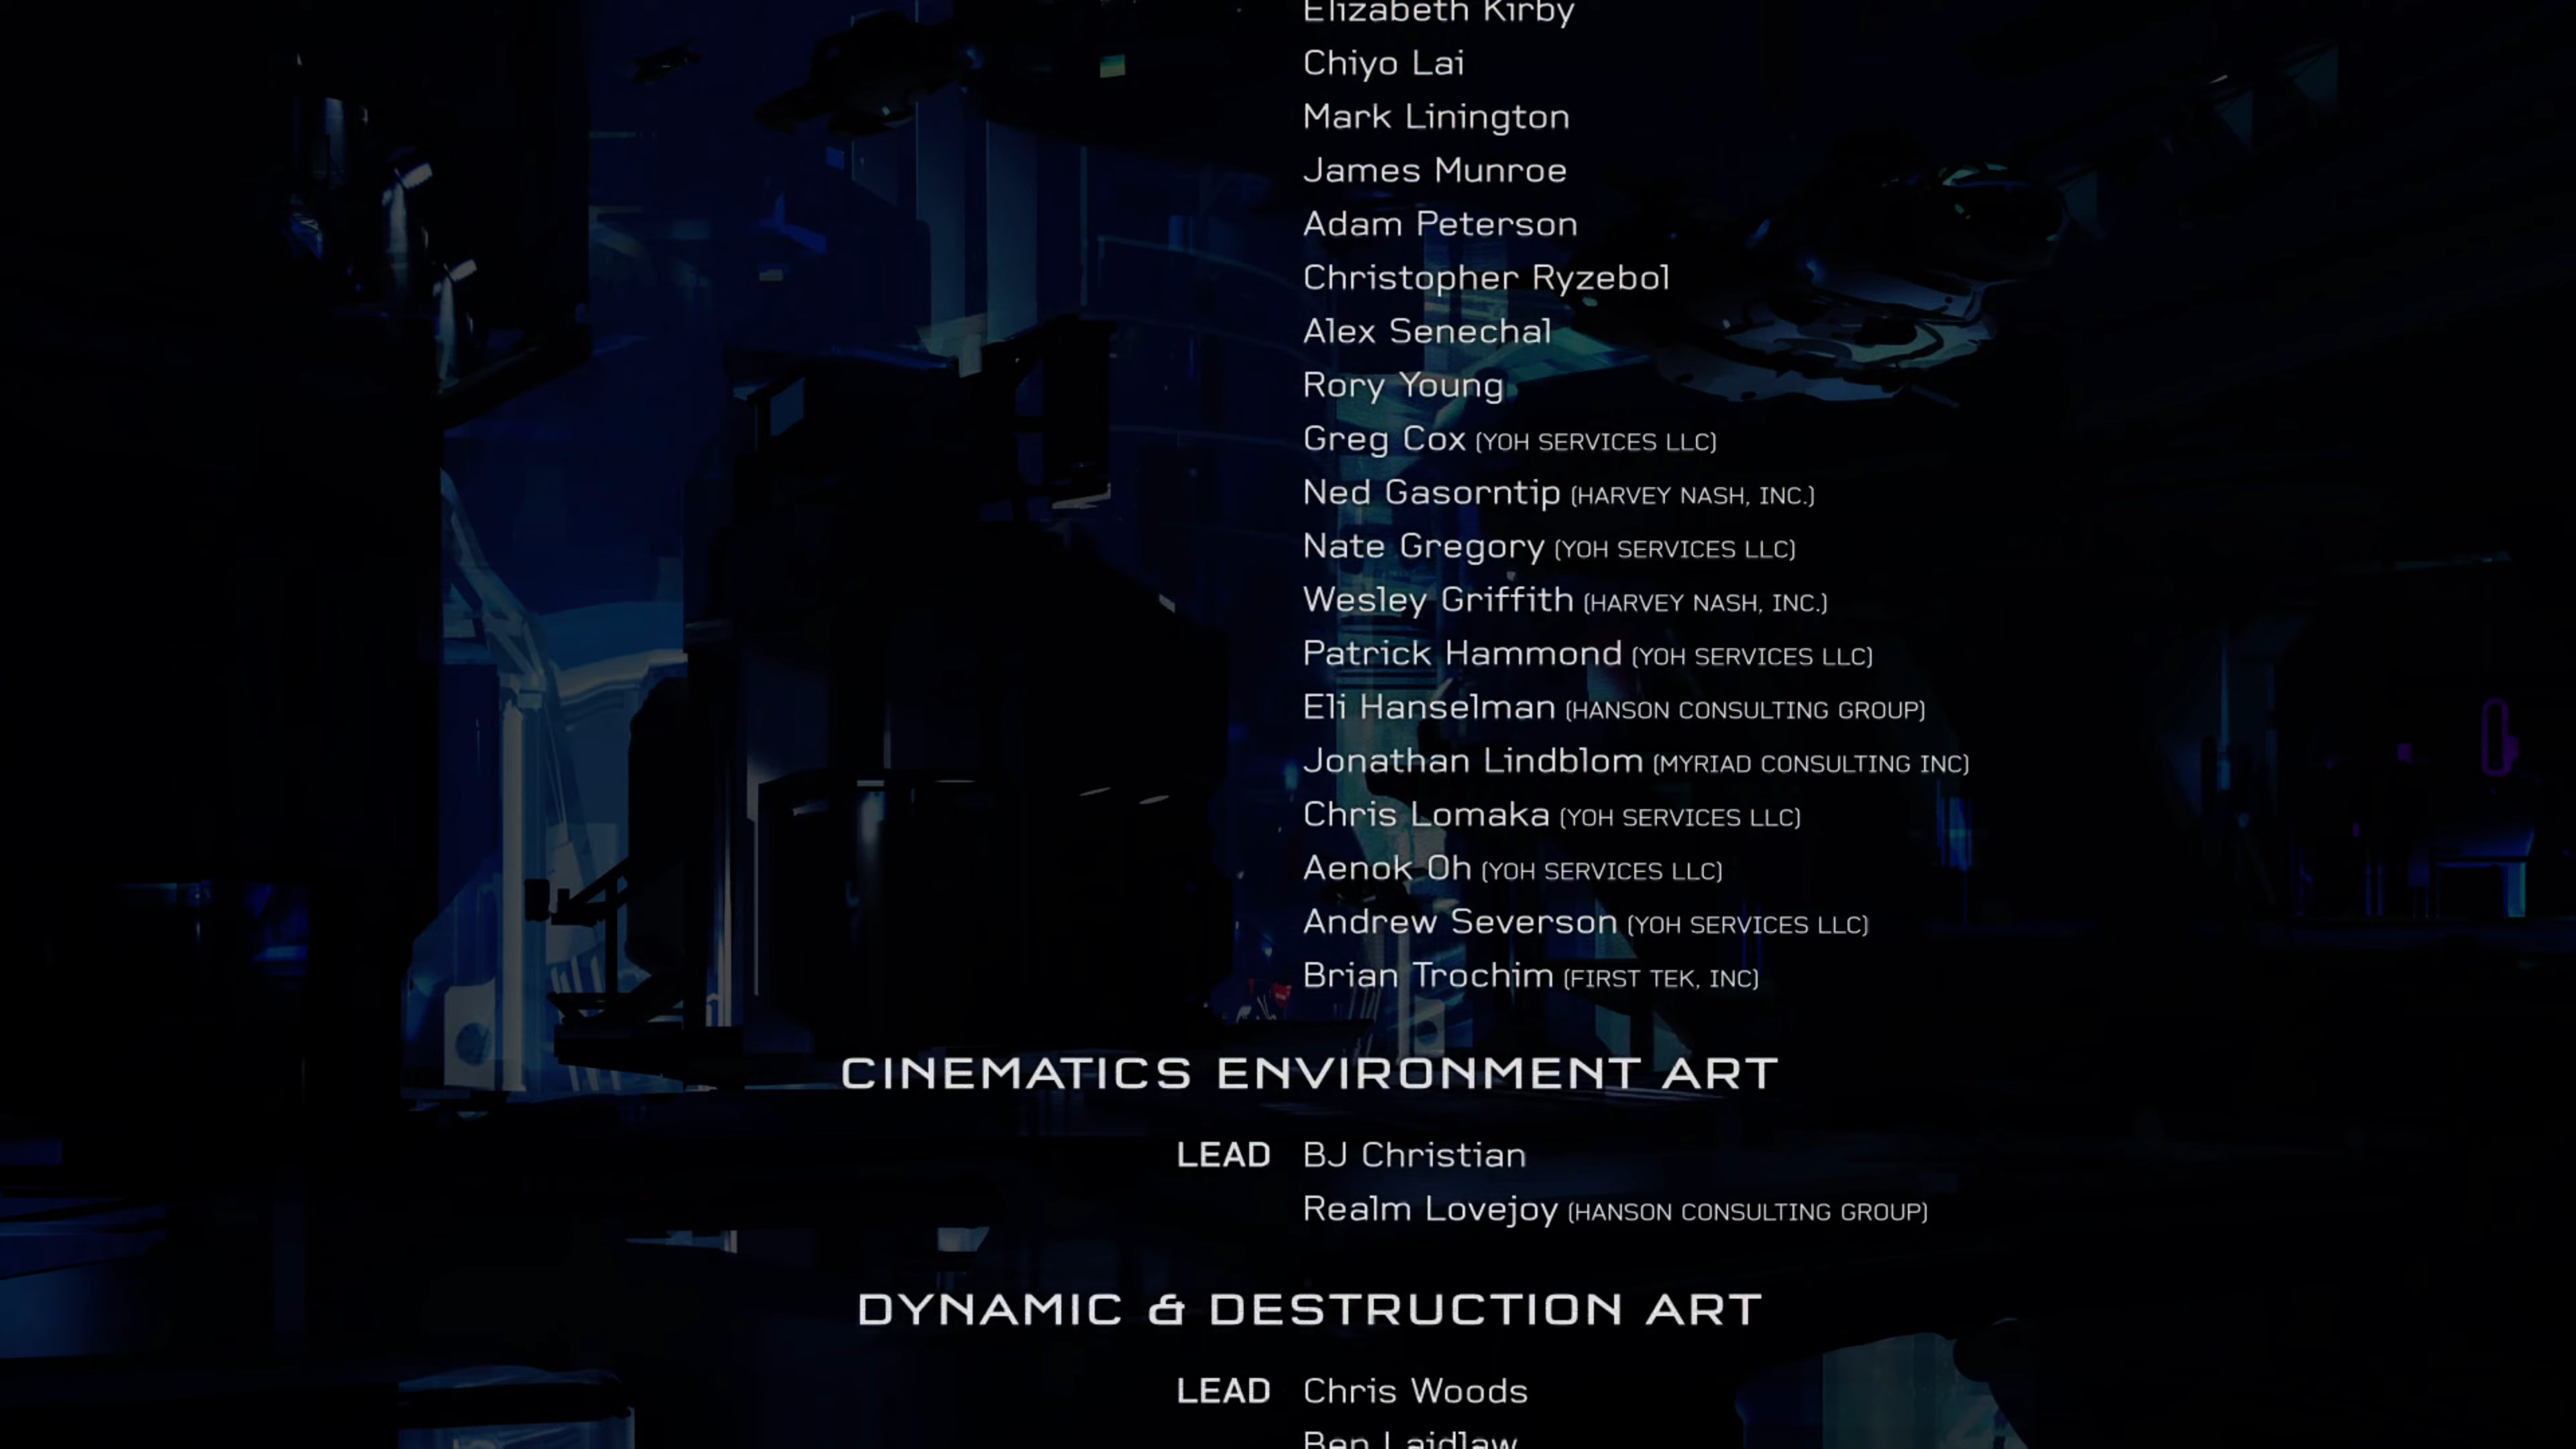 Elizabeth Kirby
Chiyo Lai
Mark Linington
James Munroe
Adam Peterson
Christopher Ryzebol
Alex Senechal
Rory Young
Greg Cox (YOH SERVICES LLC)
Ned Gasorntip (HARVEY NASH, INC.)
Nate Gregory (YOH SERVICES LLC)
Wesley Griffith (HARVEY NASH, INC.)
Patrick Hammond (YOH SERVICES LLC)
Eli Hanselman (HANSON CONSULTING GROUP)
Jonathan Lindblom (MYRIAD CONSULTING INC)
Chris Lomaka (YOH SERVICES LLC)
Aenok Oh (YOH SERVICES LLC)
Andrew Severson (YOH SERVICES LLC)
Brian Trochim (FIRST TEK, INC)
CINEMATICS ENVIRONMENT ART
LEAD BJ Christian
Realm Lovejoy (HANSON CONSULTING GROUP)
DYNAMIC & DESTRUCTION ART
LEAD Chris Woods
Ben Laidlaw